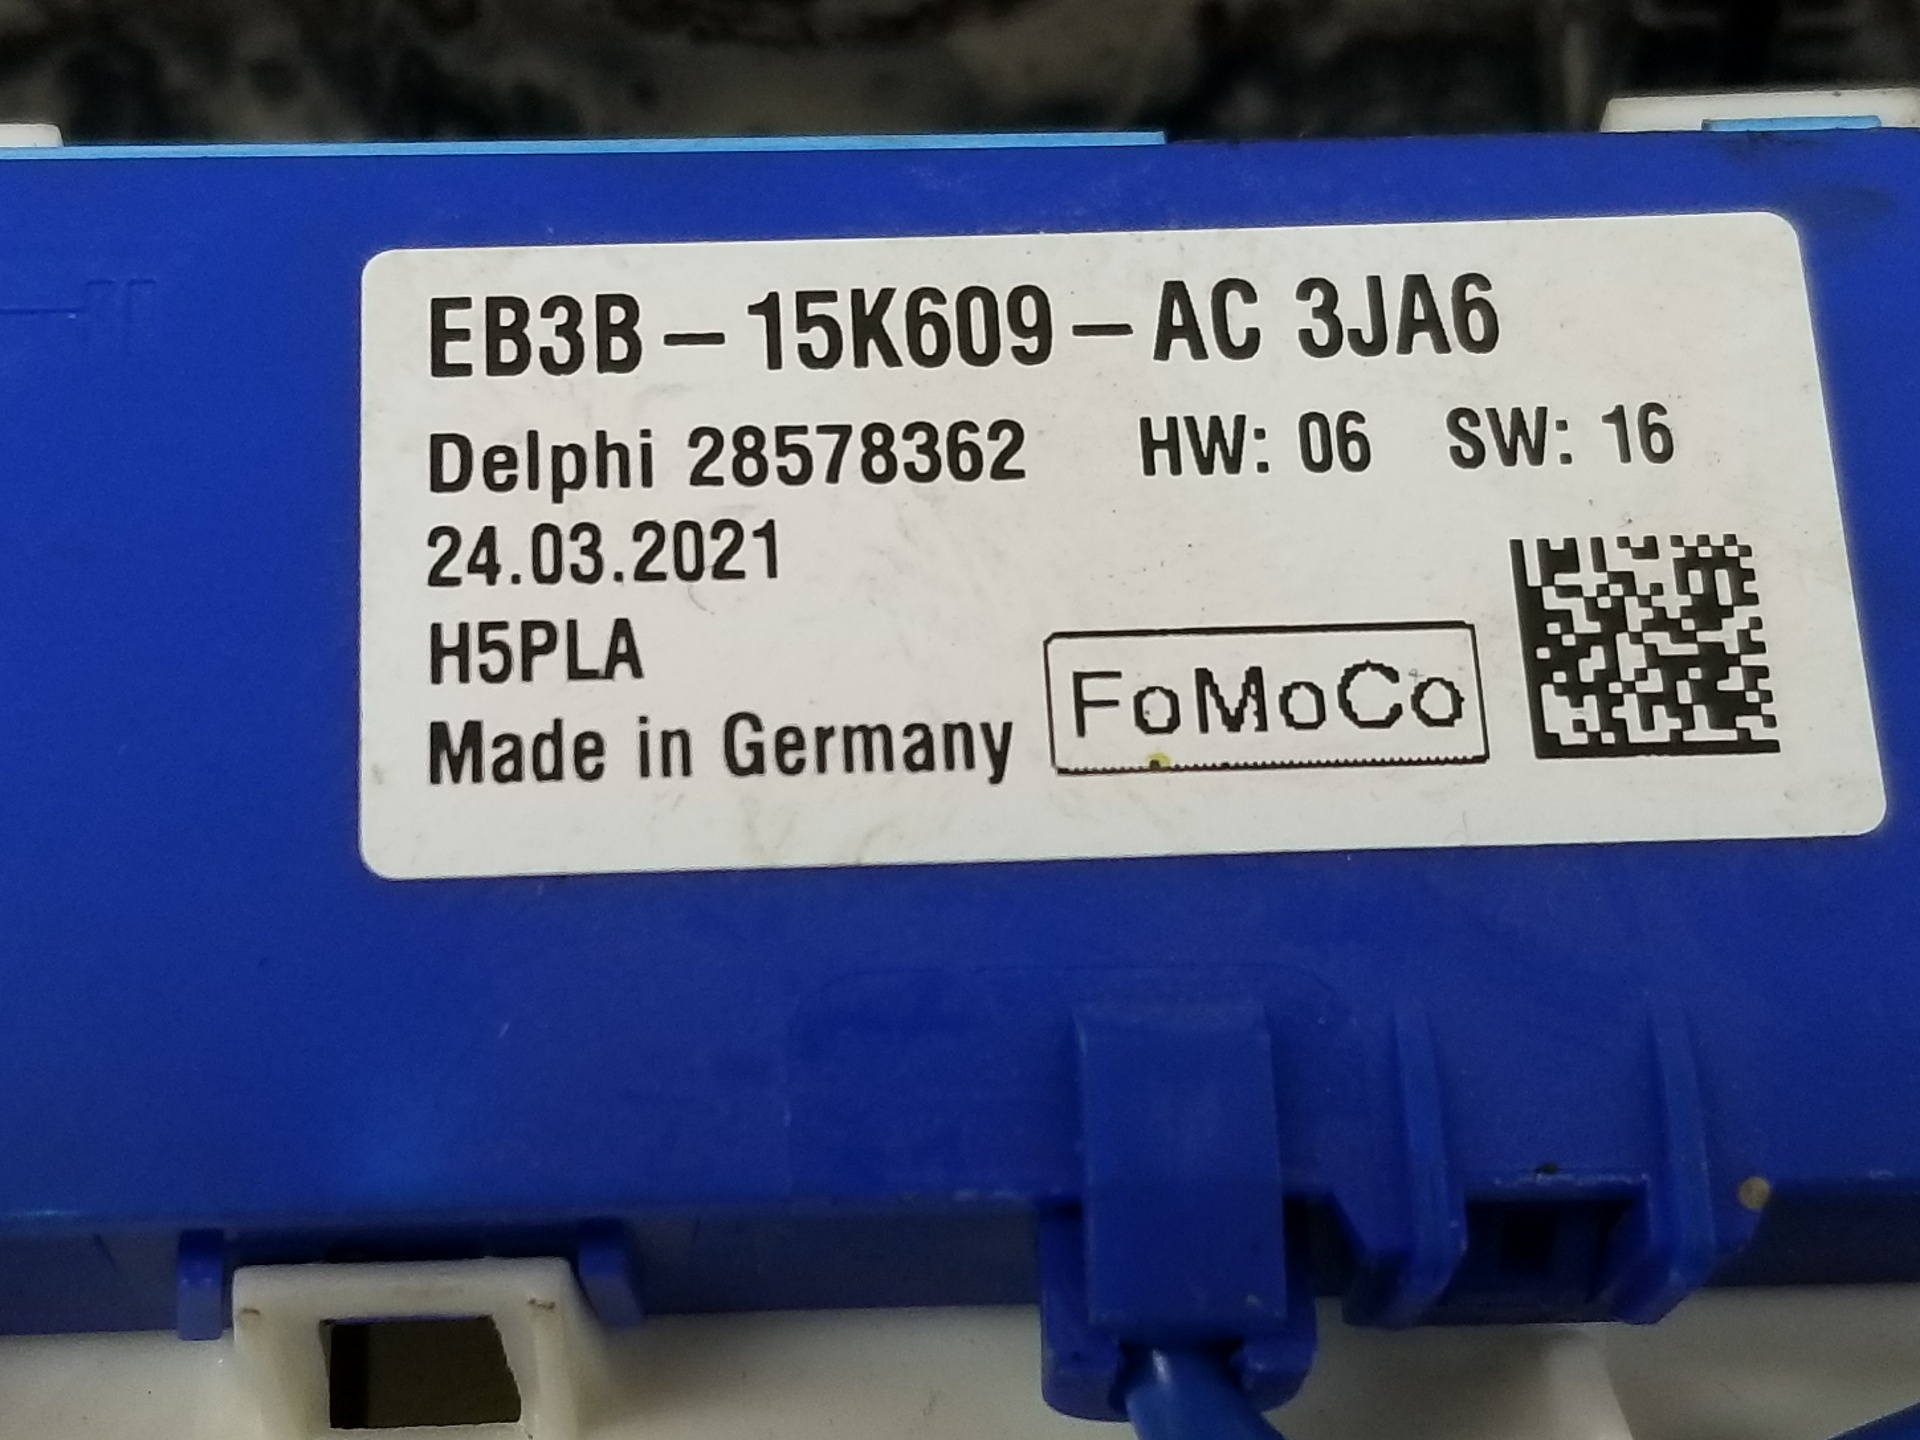 EB3B-15K609-AC 3JA6
Delphi 28578362 HW: 06 SW: 16
24.03.2021
H5PLA
Made in Germany FoMoCo